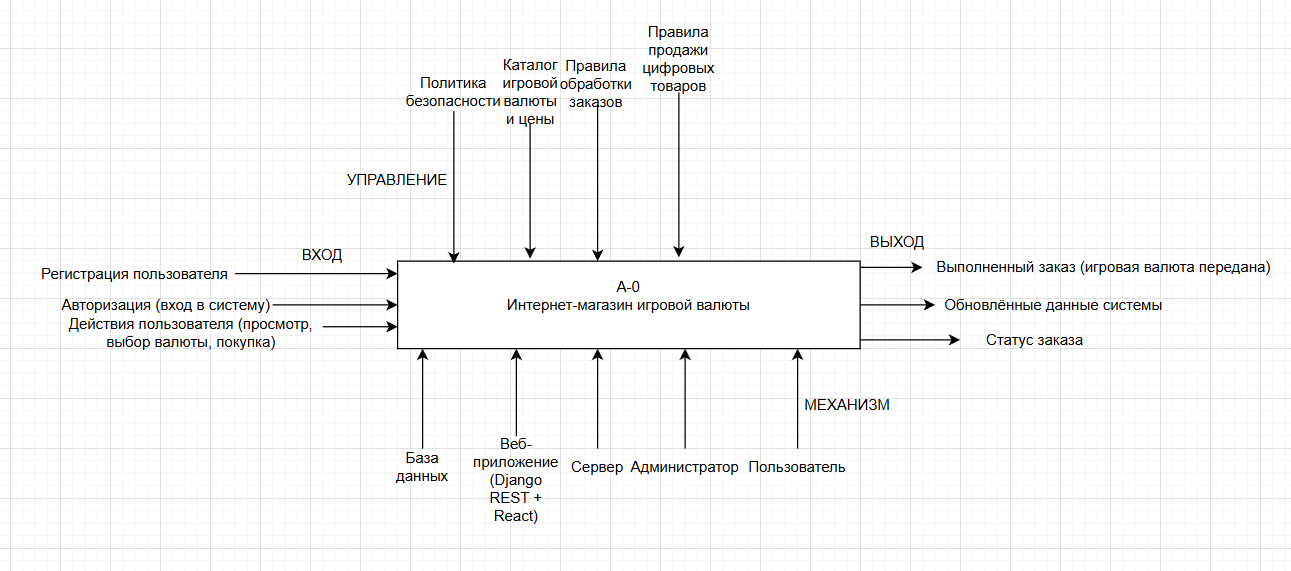 Политика
безопасности
Каталог
игровой
валюты
и цены
Правила
обработки
заказов
Правила
продажи
цифровых
товаров
УПРАВЛЕНИЕ
ВХОД
Регистрация пользователя
Авторизация (вход в систему)
Действия пользователя (просмотр,
выбор валюты, покупка)
А-0
Интернет-магазин игровой валюты
ВЫХОД
Выполненный заказ (игровая валюта передана)
Обновлённые данные системы
Статус заказа
МЕХАНИЗМ
База
данных
Веб-
приложение
(Django
REST +
React)
Сервер
Администратор
Пользователь